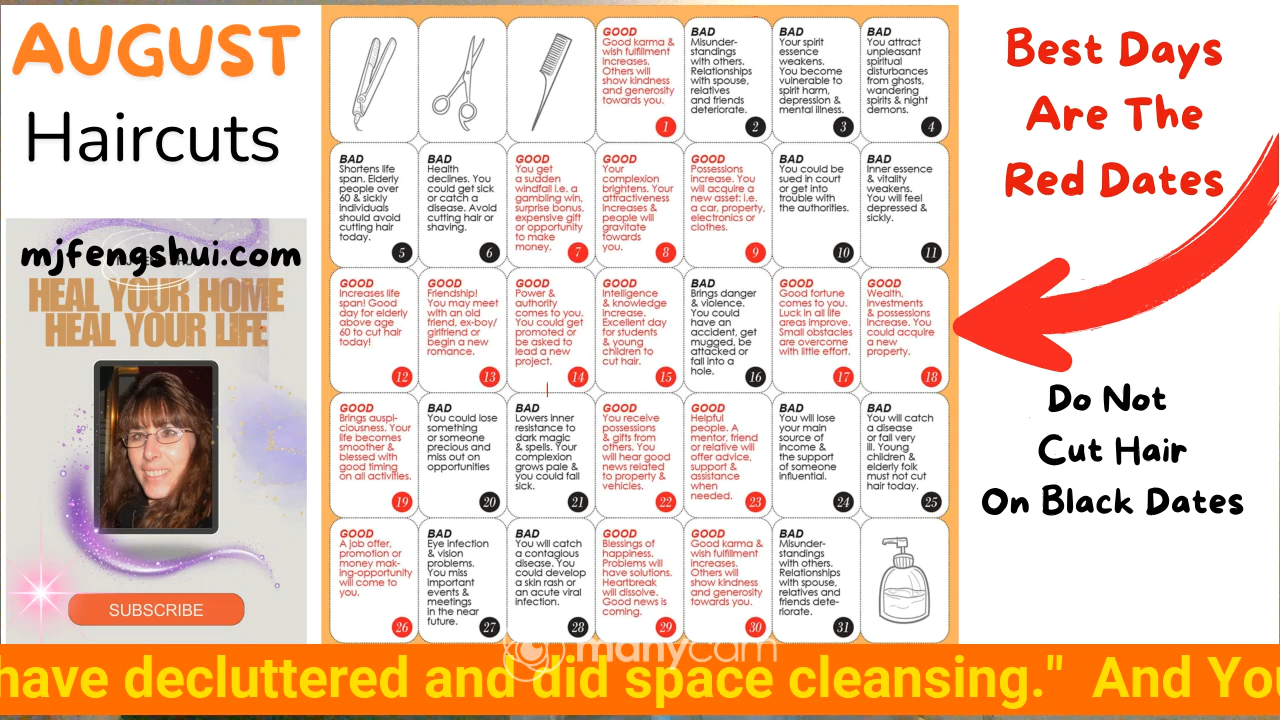 AUGUST
Haircuts
mjfengshui.com
HEAL YOUR HOME
HEAL YOUR LIFE
SUBSCRIBE
GOOD
Good karma &
wish fulfillment
increases.
Others will
show kindness
and generosity
towards you.
1
BAD
Misunder-
standings
with others.
Relationships
with spouse,
relatives
and friends
deteriorate.
2
BAD
Your spirit
essence
weakens.
You become
vulnerable to
spirit harm,
depression &
mental illness.
3
BAD
You attract
unpleasant
spiritual
disturbances
from ghosts,
wandering
spirits & night
demons.
4
BAD
Shortens life
span. Elderly
people over
60 & sickly
individuals
should avoid
cutting hair
today.
5
BAD
Health
declines. You
could get sick
or catch a
disease. Avoid
cutting hair or
shaving.
6
GOOD
You get
a sudden
windfall i.e. a
gambling win,
surprise bonus,
expensive gift
or opportunity
to make
money.
7
GOOD
Your
complexion
brightens. Your
attractiveness
increases &
people will
gravitate
towards
you.
8
GOOD
Possessions
increase. You
will acquire a
new asset: i.e.
a car, property,
electronics or
clothes.
9
BAD
You could be
sued in court
or get into
trouble with
the authorities.
10
BAD
Inner essence
& vitality
weakens.
You will feel
depressed &
sickly.
11
GOOD
Increases life
span! Good
day for elderly
above age
60 to cut hair
today!
12
GOOD
Friendship!
You may meet
with an old
friend, ex-boy/
girlfriend or
begin a new
romance.
13
GOOD
Power &
authority
comes to you.
You could get
promoted or
be asked to
lead a new
project.
14
GOOD
Intelligence
& knowledge
increase.
Excellent day
for students
& young
children to
cut hair.
15
BAD
Brings danger
& violence.
You could
have an
accident, get
mugged, be
attacked or
fall into a
hole.
16
GOOD
Good fortune
comes to you.
Luck in all life
areas improve.
Small obstacles
are overcome
with little effort.
17
GOOD
Wealth,
investments
& possessions
increase. You
could acquire
a new
property.
18
GOOD
Brings auspi-
ciousness. Your
life becomes
smoother &
blessed with
good timing
on all activities.
19
BAD
You could lose
something
or someone
precious and
miss out on
opportunities
20
BAD
Lowers inner
resistance to
dark magic
& spells. Your
complexion
grows pale &
you could fall
sick.
21
GOOD
You receive
possessions
& gifts from
others. You
will hear good
news related
to property &
vehicles.
22
GOOD
Helpful
people. A
mentor, friend
or relative will
offer advice,
support &
assistance
when
needed.
23
BAD
You will lose
your main
source of
income &
the support
of someone
influential.
24
BAD
You will catch
a disease
or fall very
ill. Young
children &
elderly folk
must not cut
hair today.
25
GOOD
A job offer,
promotion or
money mak-
ing-opportunity
will come to
you.
26
BAD
Eye infection
& vision
problems.
You miss
important
events &
meetings
in the near
future.
27
BAD
You will catch
a contagious
disease. You
could develop
a skin rash or
an acute viral
infection.
28
GOOD
Blessings of
happiness.
Problems will
have solutions.
Heartbreak
will dissolve.
Good news is
coming.
29
GOOD
Good karma &
wish fulfillment
increases.
Others will
show kindness
and generosity
towards you.
30
BAD
Misunder-
standings
with others.
Relationships
with spouse,
relatives and
friends dete-
riorate.
31
Best Days
Are The
Red Dates
Do Not
Cut Hair
On Black Dates
manycam
have decluttered and did space cleansing." And You